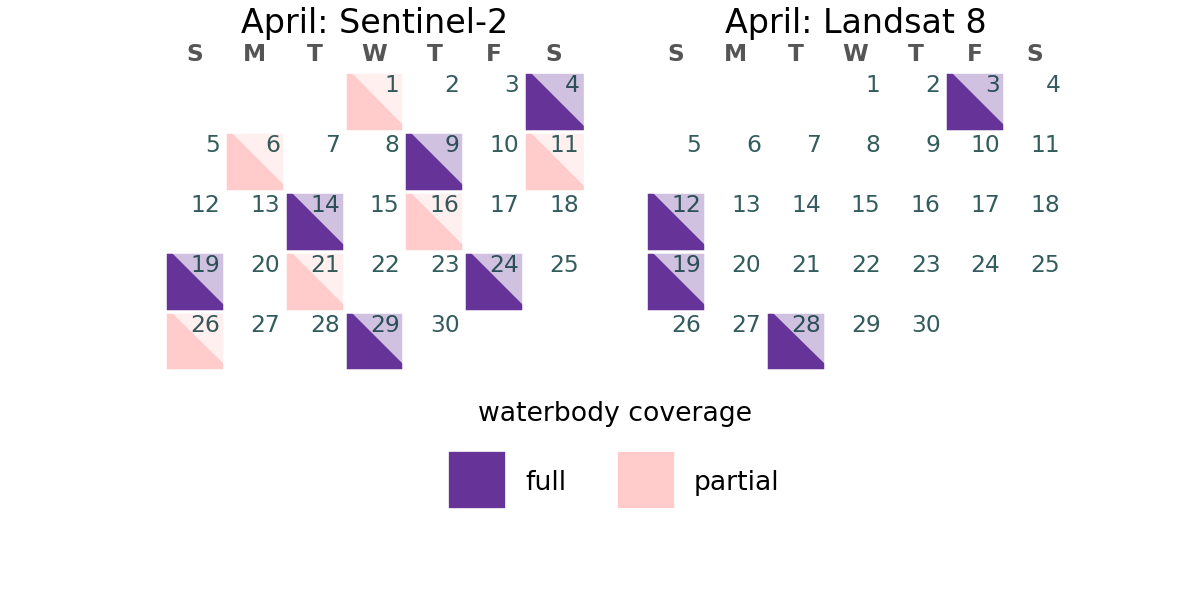 April: Sentinel-2
S M T W T F S
1 2 3 4
5 6 7 8 9 10 11
12 13 14 15 16 17 18
19 20 21 22 23 24 25
26 27 28 29 30
April: Landsat 8
S M T W T F S
1 2 3 4
5 6 7 8 9 10 11
12 13 14 15 16 17 18
19 20 21 22 23 24 25
26 27 28 29 30
waterbody coverage
full
partial